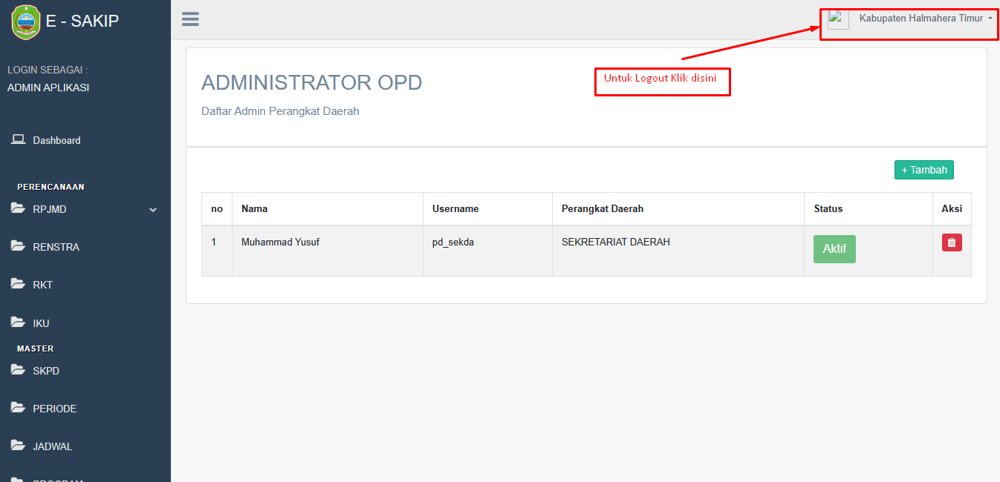 E - SAKIP
Kabupaten Halmahera Timur
LOGIN SEBAGAI :
ADMIN APLIKASI
Untuk Logout Klik disini
ADMINISTRATOR OPD
Daftar Admin Perangkat Daerah
Dashboard
PERENCANAAN
RPJMD
RENSTRA
RKT
IKU
MASTER
SKPD
PERIODE
JADWAL
PROGRAM
+ Tambah
no Nama Username Perangkat Daerah Status Aksi
1 Muhammad Yusuf pd_sekda SEKRETARIAT DAERAH Aktif